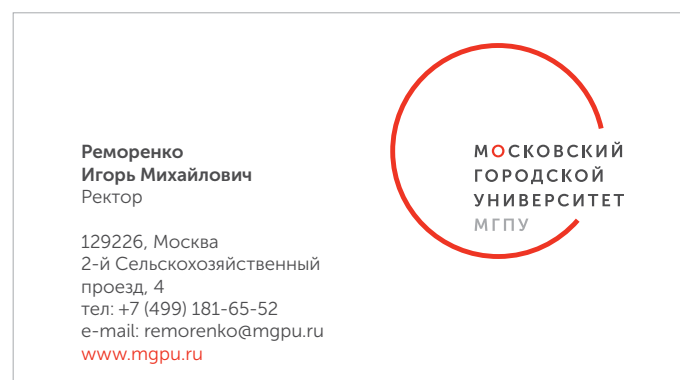 Реморенко
Игорь Михайлович
Ректор
129226, Москва
2-й Сельскохозяйственный
проезд, 4
тел: +7 (499) 181-65-52
e-mail: remorenko@mgpu.ru
www.mgpu.ru
МОСКОВСКИЙ
ГОРОДСКОЙ
УНИВЕРСИТЕТ
МГПУ